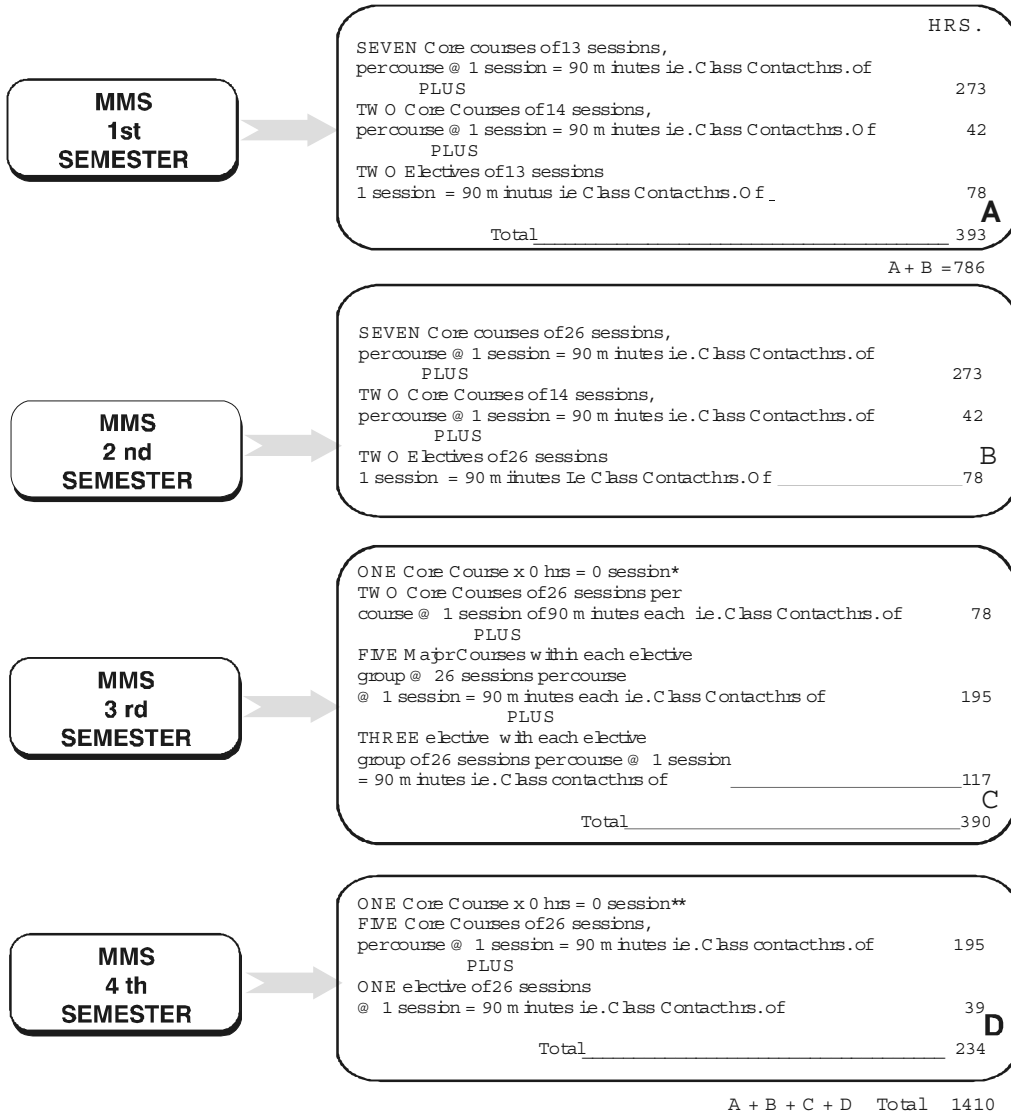 HRS.
SEVEN Core courses of 13 sessions,
per course @ 1 session = 90 minutes ie. Class Contact hrs. of
PLUS 273
TWO Core Courses of 14 sessions,
per course @ 1 session = 90 minutes ie. Class Contact hrs. Of 42
PLUS
TWO Electives of 13 sessions
1 session = 90 minutus ie Class Contact hrs. Of _ 78
A
Total 393
MMS
1st
SEMESTER
A + B = 786
SEVEN Core courses of 26 sessions,
per course @ 1 session = 90 minutes ie. Class Contact hrs. of
PLUS 273
TWO Core Courses of 14 sessions,
per course @ 1 session = 90 minutes ie. Class Contact hrs. of 42
PLUS
TWO Electives of 26 sessions B
1 session = 90 minutes Ie Class Contact hrs. Of 78
MMS
2 nd
SEMESTER
ONE Core Course x 0 hrs = 0 session*
TWO Core Courses of 26 sessions per
course @ 1 session of 90 minutes each ie. Class Contact hrs. of 78
PLUS
FIVE Major Courses within each elective
group @ 26 sessions per course
@ 1 session = 90 minutes each ie. Class Contact hrs of 195
PLUS
THREE elective with each elective
group of 26 sessions per course @ 1 session
= 90 minutes ie. Class contact hrs of 117
C
Total 390
MMS
3 rd
SEMESTER
ONE Core Course x 0 hrs = 0 session**
FIVE Core Courses of 26 sessions,
per course @ 1 session = 90 minutes ie. Class contact hrs. of 195
PLUS
ONE elective of 26 sessions
@ 1 session = 90 minutes ie. Class Contact hrs. of 39
D
Total 234
MMS
4 th
SEMESTER
A + B + C + D Total 1410